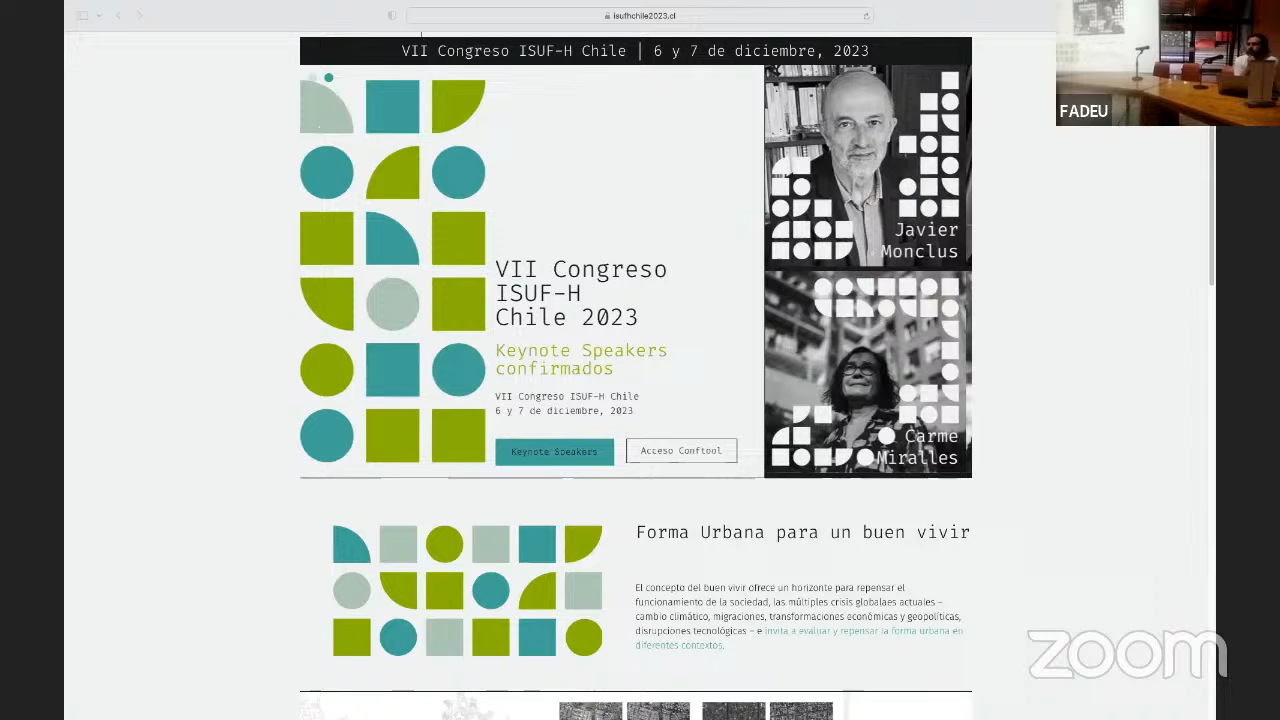 isufhchile2023.cl
VII Congreso ISUF-H Chile | 6 y 7 de diciembre, 2023
FADEU
Javier
Monclus
VII Congreso
ISUF-H
Chile 2023
Keynote Speakers
confirmados
VII Congreso ISUF-H Chile
6 y 7 de diciembre, 2023
Keynote Speakers
Acceso Conftool
Carme
Miralles
Forma Urbana para un buen vivir
El concepto del buen vivir ofrece un horizonte para repensar el
funcionamiento de la sociedad, las múltiples crisis globalaes actuales –
cambio climático, migraciones, transformaciones económicas y geopolíticas,
disrupciones tecnológicas – e invita a evaluar y repensar la forma urbana en
diferentes contextos.
zoom